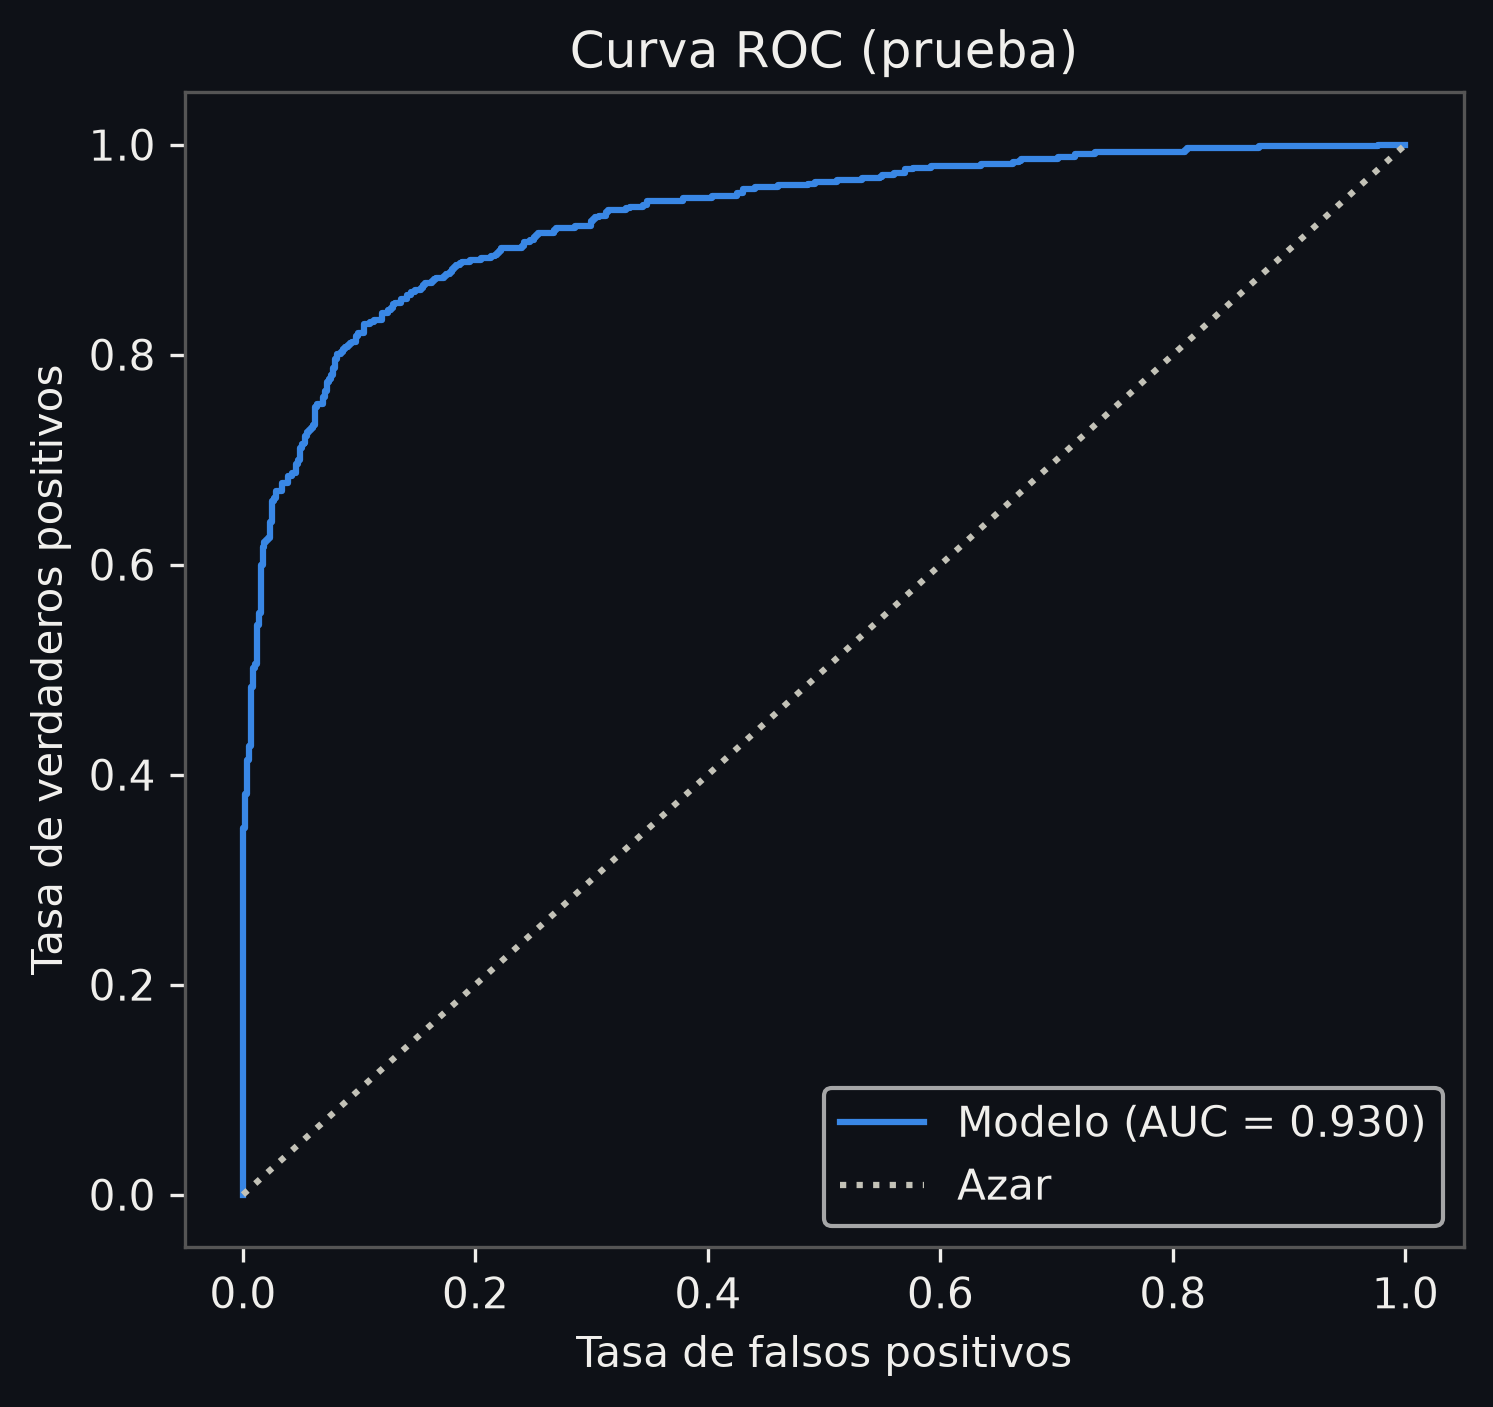 Curva ROC (prueba)
Tasa de verdaderos positivos
1.0
0.8
0.6
0.4
0.2
0.0
0.0 0.2 0.4 0.6 0.8 1.0
Tasa de falsos positivos
Modelo (AUC = 0.930)
Azar